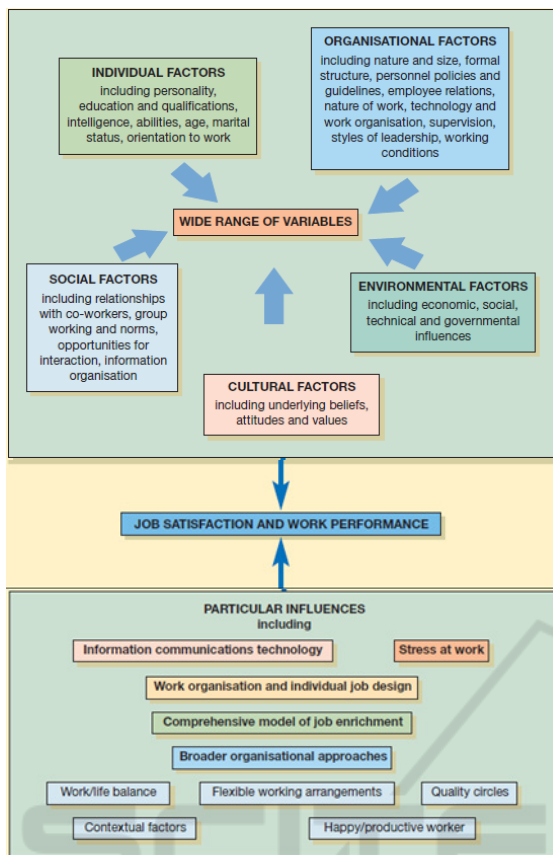 INDIVIDUAL FACTORS
including personality,
education and qualifications,
intelligence, abilities, age, marital
status, orientation to work
ORGANISATIONAL FACTORS
including nature and size, formal
structure, personnel policies and
guidelines, employee relations,
nature of work, technology and
work organisation, supervision,
styles of leadership, working
conditions
WIDE RANGE OF VARIABLES
SOCIAL FACTORS
including relationships
with co-workers, group
working and norms,
opportunities for
interaction, information
organisation
ENVIRONMENTAL FACTORS
including economic, social,
technical and governmental
influences
CULTURAL FACTORS
including underlying beliefs,
attitudes and values
JOB SATISFACTION AND WORK PERFORMANCE
PARTICULAR INFLUENCES
including
Information communications technology
Stress at work
Work organisation and individual job design
Comprehensive model of job enrichment
Broader organisational approaches
Work/life balance
Flexible working arrangements
Quality circles
Contextual factors
Happy/productive worker